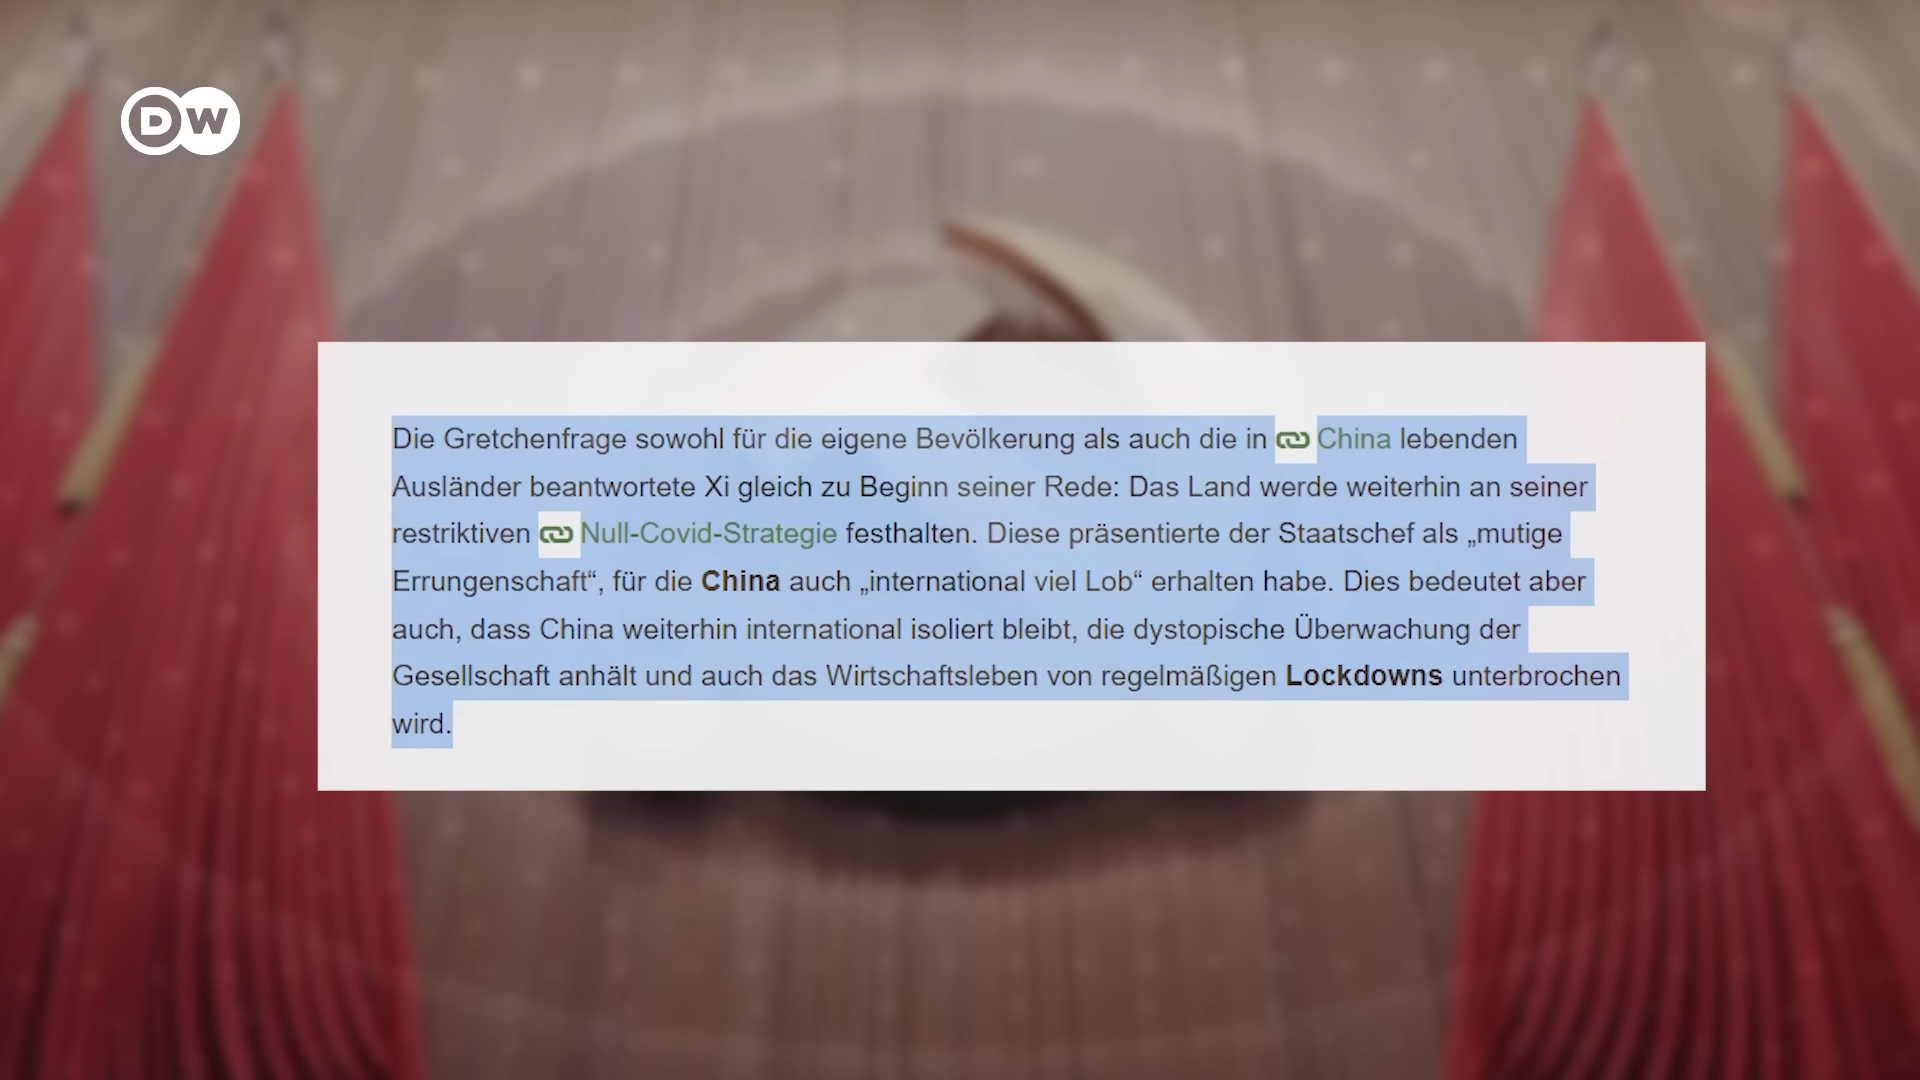 DW
Die Gretchenfrage sowohl für die eigene Bevölkerung als auch die in China lebenden
Ausländer beantwortete Xi gleich zu Beginn seiner Rede: Das Land werde weiterhin an seiner
restriktiven Null-Covid-Strategie festhalten. Diese präsentierte der Staatschef als „mutige
Errungenschaft“, für die China auch „international viel Lob“ erhalten habe. Dies bedeutet aber
auch, dass China weiterhin international isoliert bleibt, die dystopische Überwachung der
Gesellschaft anhält und auch das Wirtschaftsleben von regelmäßigen Lockdowns unterbrochen
wird.